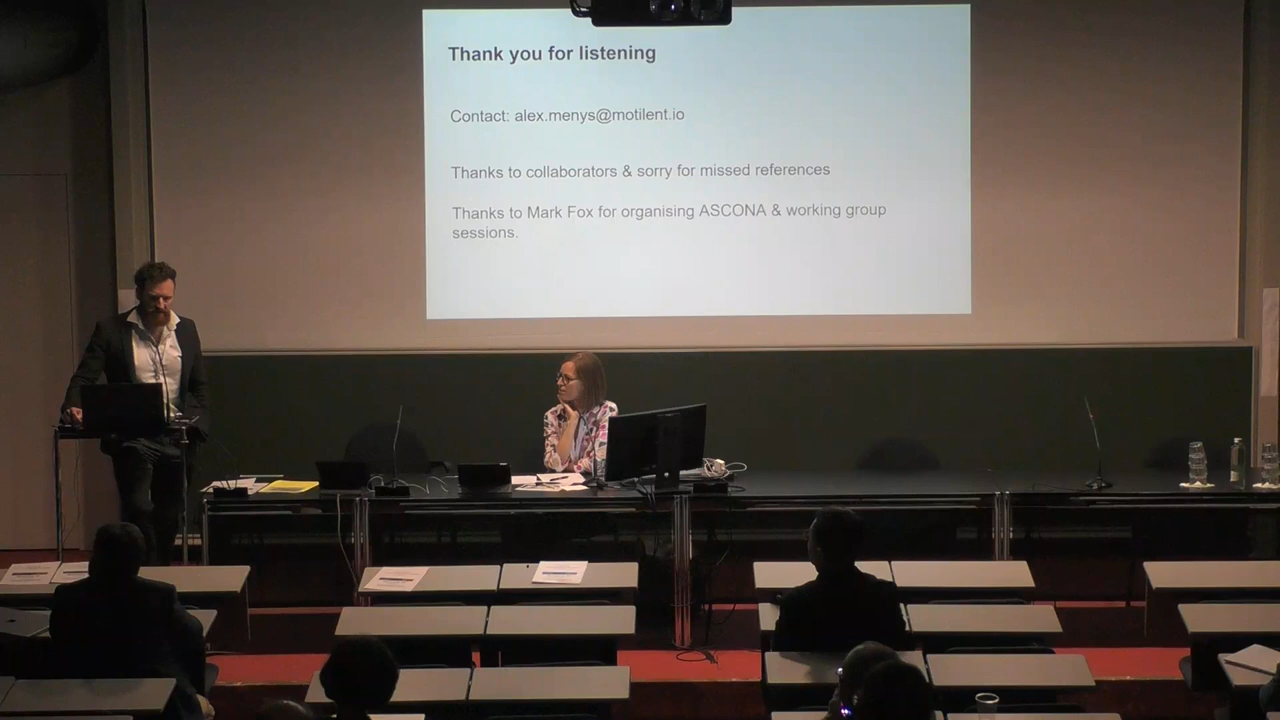 Thank you for listening
Contact: alex.menys@motilent.io
Thanks to collaborators & sorry for missed references
Thanks to Mark Fox for organising ASCONA & working group
sessions.